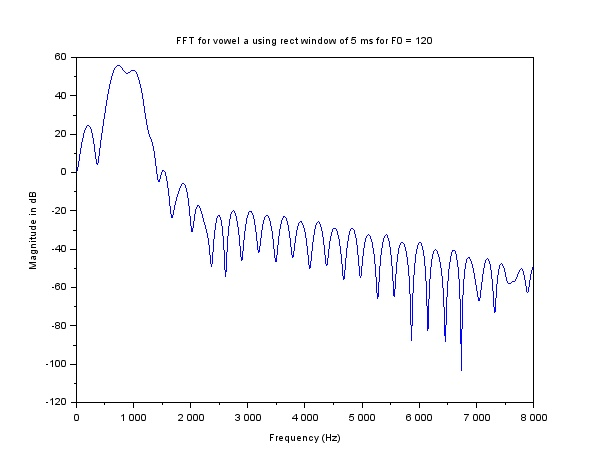 FFT for vowel a using rect window of 5 ms for F0 = 120
60
40
20
0
-20
-40
-60
-80
-100
-120
Magnitude in dB
0 1 000 2 000 3 000 4 000 5 000 6 000 7 000 8 000
Frequency (Hz)